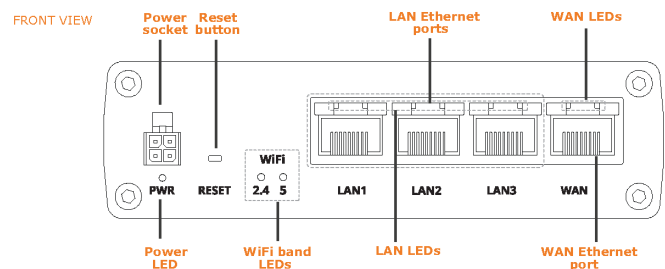 FRONT VIEW
Power
socket
Reset
button
LAN Ethernet
ports
WAN LEDs
WiFi
2.4 5
PWR
RESET
LAN1
LAN2
LAN3
WAN
Power
LED
WiFi band
LEDs
LAN LEDs
WAN Ethernet
port